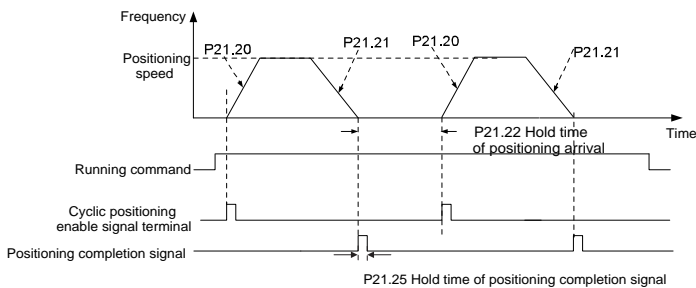 Frequency
P21.20
P21.21
P21.20
P21.21
Positioning
speed
Time
P21.22 Hold time
of positioning arrival
Running command
Cyclic positioning
enable signal terminal
Positioning completion signal
P21.25 Hold time of positioning completion signal